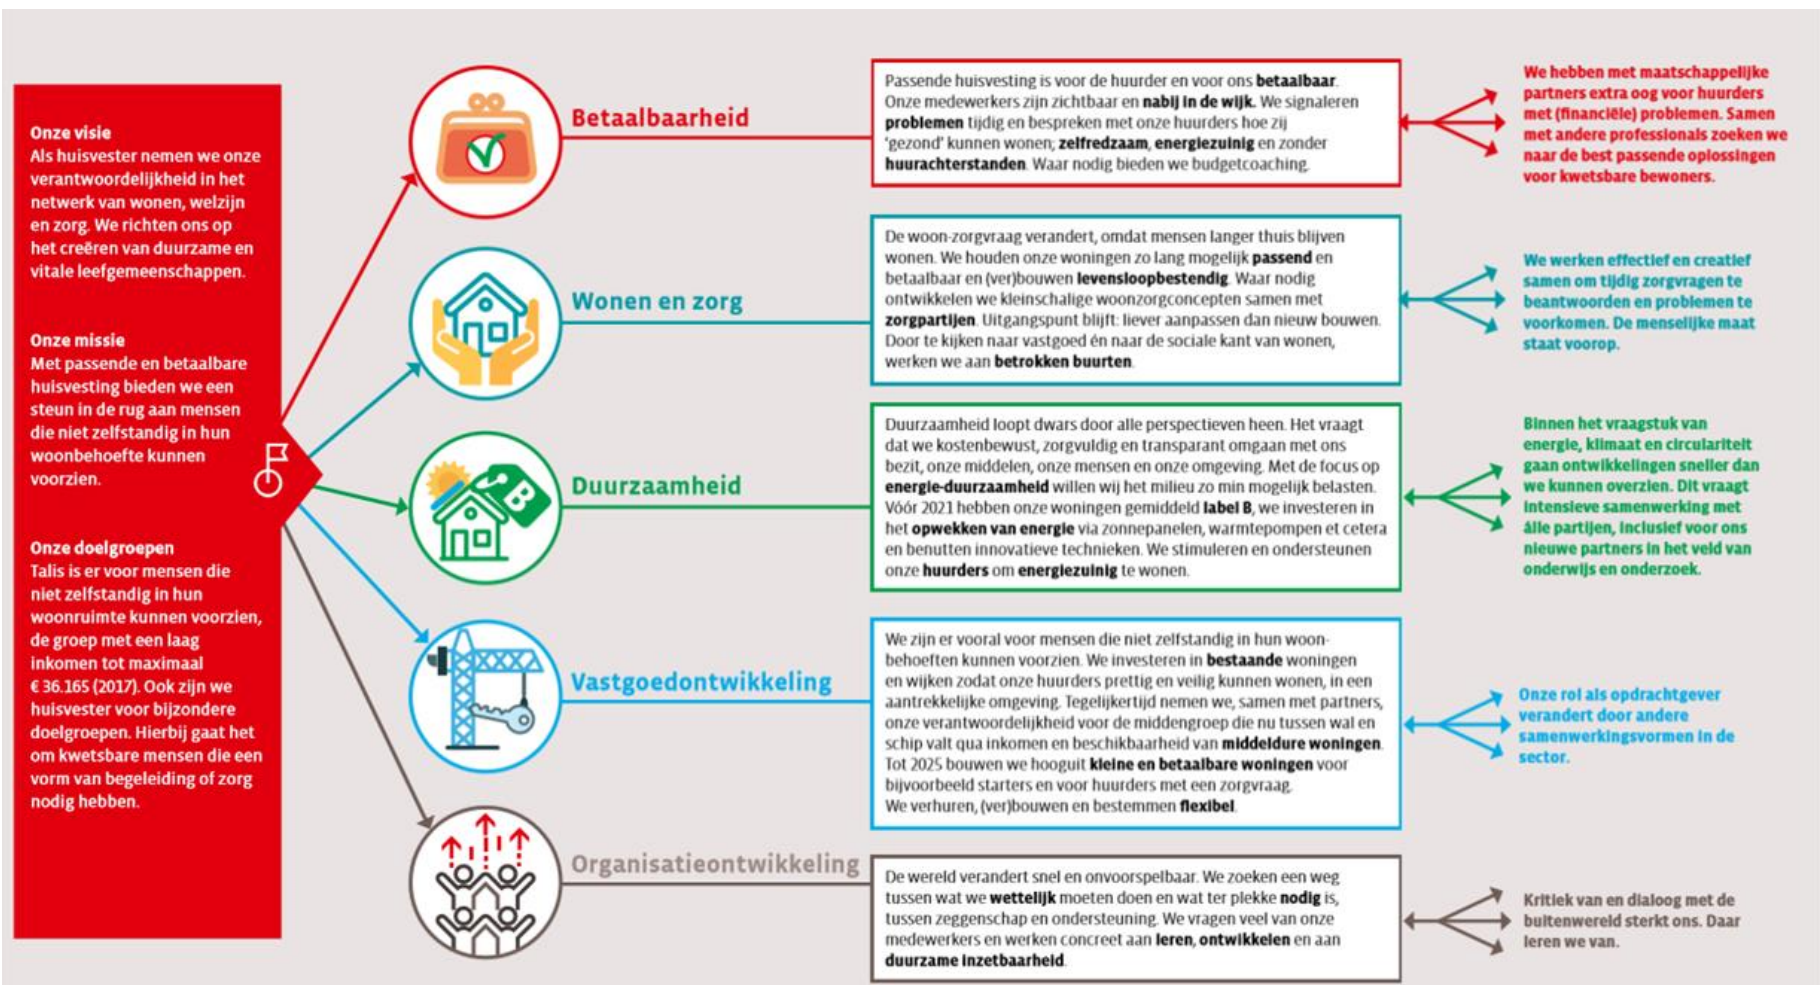 Onze visie
Als huisvester nemen we onze
verantwoordelijkheid in het
netwerk van wonen, welzijn
en zorg. We richten ons op
het creëren van duurzame en
vitale leefgemeenschappen.
Onze missie
Met passende en betaalbare
huisvesting bieden we een
steun in de rug aan mensen
die niet zelfstandig in hun
woonbehoefte kunnen
voorzien.
Onze doelgroepen
Talis is er voor mensen die
niet zelfstandig in hun
woonruimte kunnen voorzien,
de groep met een laag
inkomen tot maximaal
€ 36.165 (2017). Ook zijn we
huisvester voor bijzondere
doelgroepen. Hierbij gaat het
om kwetsbare mensen die een
vorm van begeleiding of zorg
nodig hebben.
Betaalbaarheid
Passende huisvesting is voor de huurder en voor ons betaalbaar.
Onze medewerkers zijn zichtbaar en nabij in de wijk. We signaleren
problemen tijdig en bespreken met onze huurders hoe zij
'gezond' kunnen wonen; zelfredzaam, energiezuinig en zonder
huurachterstanden. Waar nodig bieden we budgetcoaching.
We hebben met maatschappelijke
partners extra oog voor huurders
met (financiële) problemen. Samen
met andere professionals zoeken we
naar de best passende oplossingen
voor kwetsbare bewoners.
Wonen en zorg
De woon-zorgvraag verandert, omdat mensen langer thuis blijven
wonen. We houden onze woningen zo lang mogelijk passend en
betaalbaar en (ver)bouwen levensloopbestendig. Waar nodig
ontwikkelen we kleinschalige woonzorgconcepten samen met
zorgpartijen. Uitgangspunt blijft: liever aanpassen dan nieuw bouwen.
Door te kijken naar vastgoed én naar de sociale kant van wonen,
werken we aan betrokken buurten.
We werken effectief en creatief
samen om tijdig zorgvragen te
beantwoorden en problemen te
voorkomen. De menselijke maat
staat voorop.
Duurzaamheid
B
Duurzaamheid loopt dwars door alle perspectieven heen. Het vraagt
dat we kostenbewust, zorgvuldig en transparant omgaan met ons
bezit, onze middelen, onze mensen en onze omgeving. Met de focus op
energie-duurzaamheid willen wij het milieu zo min mogelijk belasten.
Vóór 2021 hebben onze woningen gemiddeld label B, we investeren in
het opwekken van energie via zonnepanelen, warmtepompen et cetera
en benutten innovatieve technieken. We stimuleren en ondersteunen
onze huurders om energiezuinig te wonen.
Binnen het vraagstuk van
energie, klimaat en circulariteit
gaan ontwikkelingen sneller dan
we kunnen overzien. Dit vraagt
intensieve samenwerking met
álle partijen, inclusief voor ons
nieuwe partners in het veld van
onderwijs en onderzoek.
Vastgoedontwikkeling
We zijn er vooral voor mensen die niet zelfstandig in hun woon-
behoeften kunnen voorzien. We investeren in bestaande woningen
en wijken zodat onze huurders prettig en veilig kunnen wonen, in een
aantrekkelijke omgeving. Tegelijkertijd nemen we, samen met partners,
onze verantwoordelijkheid voor de middengroep die nu tussen wal en
schip valt qua inkomen en beschikbaarheid van middeldure woningen.
Tot 2025 bouwen we hooguit kleine en betaalbare woningen voor
bijvoorbeeld starters en voor huurders met een zorgvraag.
We verhuren, (ver)bouwen en bestemmen flexibel.
Onze rol als opdrachtgever
verandert door andere
samenwerkingsvormen in de
sector.
Organisatieontwikkeling
De wereld verandert snel en onvoorspelbaar. We zoeken een weg
tussen wat we wettelijk moeten doen en wat ter plekke nodig is,
tussen zeggenschap en ondersteuning. We vragen veel van onze
medewerkers en werken concreet aan leren, ontwikkelen en aan
duurzame inzetbaarheid.
Kritiek van en dialoog met de
buitenwereld sterkt ons. Daar
leren we van.